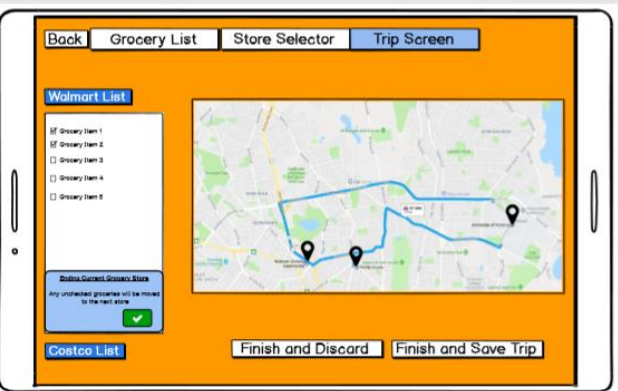 Back
Grocery List
Store Selector
Trip Screen
Walmart List
Grocery Item 1
Grocery Item 2
Grocery Item 3
Grocery Item 4
Grocery Item 5
Ending Current Grocery Store
Any unchecked groceries will be moved
to the next store
Costco List
Finish and Discard
Finish and Save Trip